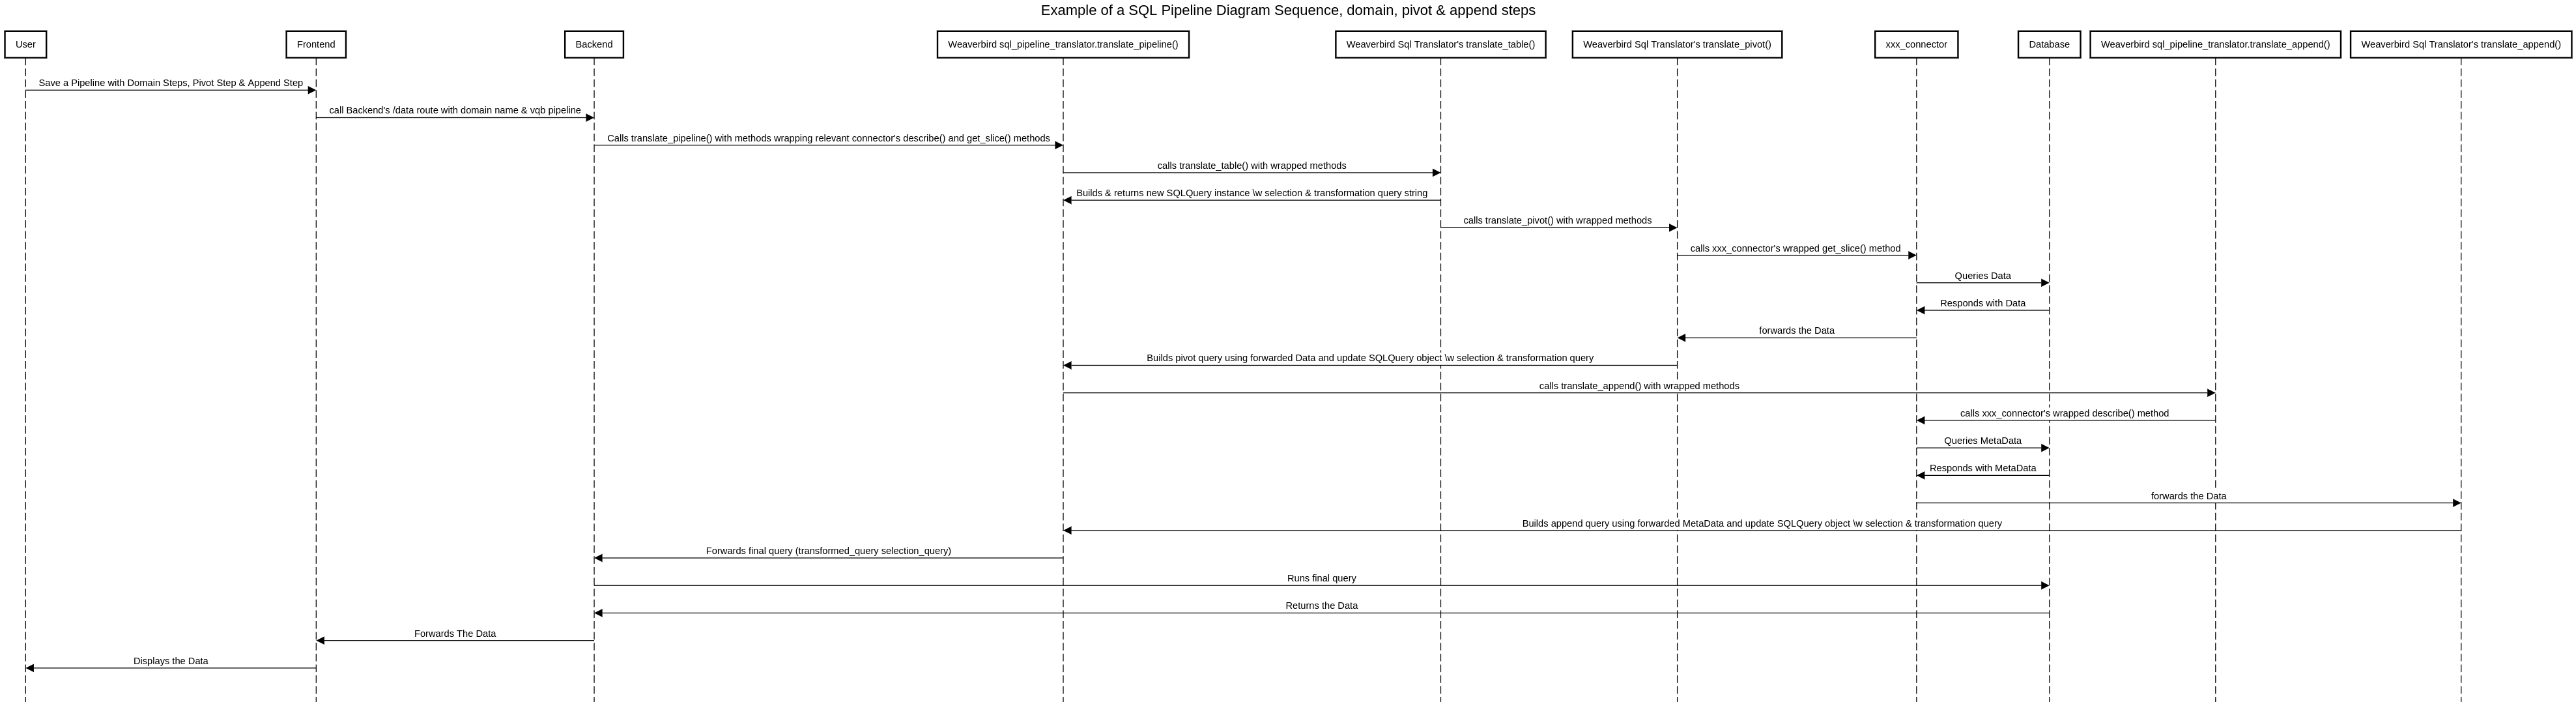 Example of a SQL Pipeline Diagram Sequence, domain, pivot & append steps
User
Frontend
Backend
Weaverbird sql_pipeline_translator.translate_pipeline()
Weaverbird Sql Translator's translate_table()
Weaverbird Sql Translator's translate_pivot()
xxx_connector
Database
Weaverbird sql_pipeline_translator.translate_append()
Weaverbird Sql Translator's translate_append()
Save a Pipeline with Domain Steps, Pivot Step & Append Step
call Backend's /data route with domain name & vqb pipeline
Calls translate_pipeline() with methods wrapping relevant connector's describe() and get_slice() methods
calls translate_table() with wrapped methods
Builds & returns new SQLQuery instance \w selection & transformation query string
calls translate_pivot() with wrapped methods
calls xxx_connector's wrapped get_slice() method
Queries Data
Responds with Data
forwards the Data
Builds pivot query using forwarded Data and update SQLQuery object \w selection & transformation query
calls translate_append() with wrapped methods
calls xxx_connector's wrapped describe() method
Queries MetaData
Responds with MetaData
forwards the Data
Builds append query using forwarded MetaData and update SQLQuery object \w selection & transformation query
Forwards final query (transformed_query selection_query)
Runs final query
Returns the Data
Forwards The Data
Displays the Data